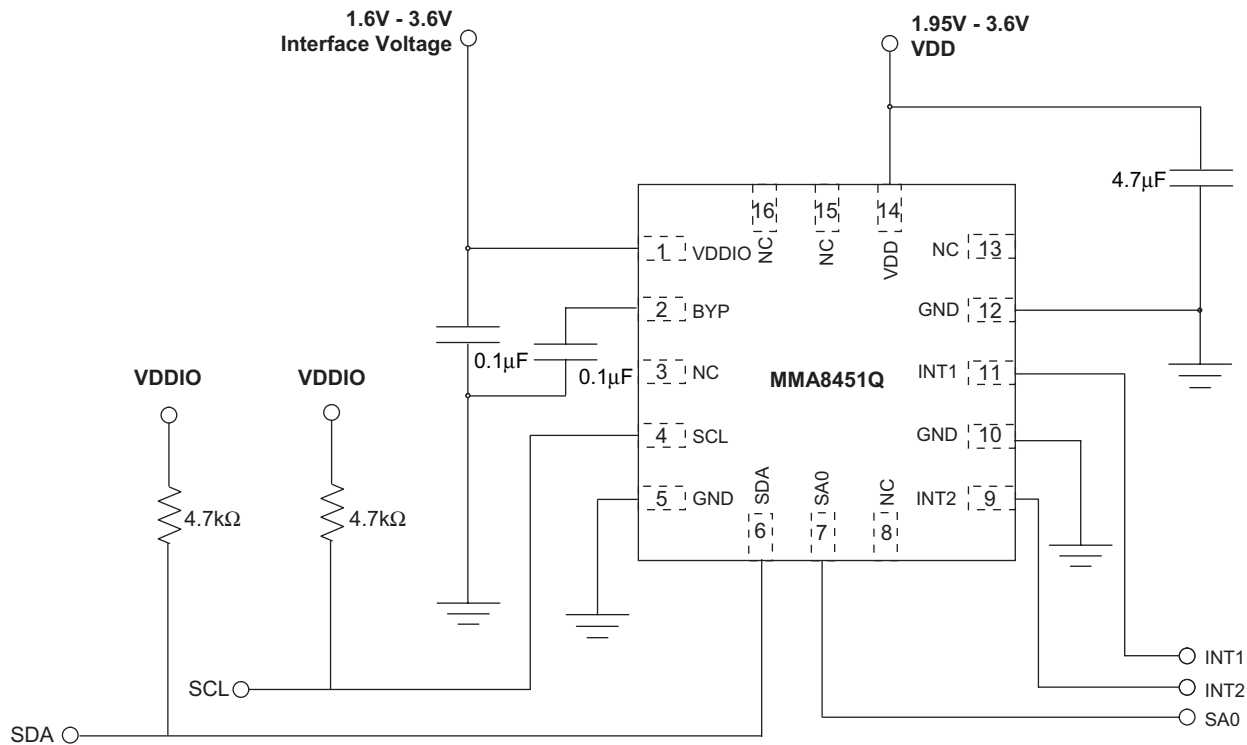 1.6V - 3.6V
Interface Voltage
1.95V - 3.6V
VDD
4.7µF
16
15
14
NC
NC
VDD
1
VDDIO
NC
13
2
BYP
GND
12
0.1µF
0.1µF
3
NC
MMA8451Q
INT1
11
VDDIO
VDDIO
4
SCL
GND
10
5
GND
SDA
SA0
NC
INT2
9
6
7
8
4.7kΩ
4.7kΩ
INT1
SCL
INT2
SA0
SDA